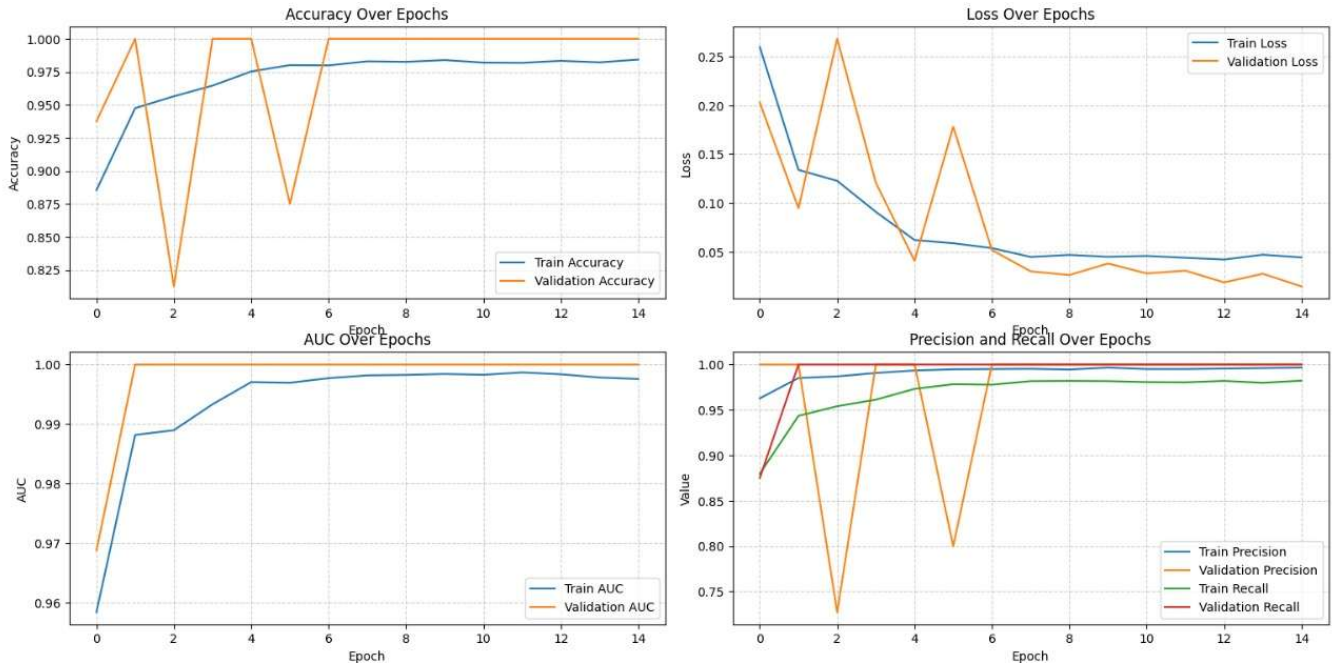 Accuracy Over Epochs
1.000
0.975
0.950
0.925
0.900
0.875
0.850
0.825
Accuracy
0 2 4 6 8 10 12 14
Epoch
Train Accuracy
Validation Accuracy
Loss Over Epochs
0.25
0.20
0.15
0.10
0.05
Loss
0 2 4 6 8 10 12 14
Epoch
Train Loss
Validation Loss
AUC Over Epochs
1.00
0.99
0.98
0.97
0.96
AUC
0 2 4 6 8 10 12 14
Epoch
Train AUC
Validation AUC
Precision and Recall Over Epochs
1.00
0.95
0.90
0.85
0.80
0.75
Value
0 2 4 6 8 10 12 14
Epoch
Train Precision
Validation Precision
Train Recall
Validation Recall